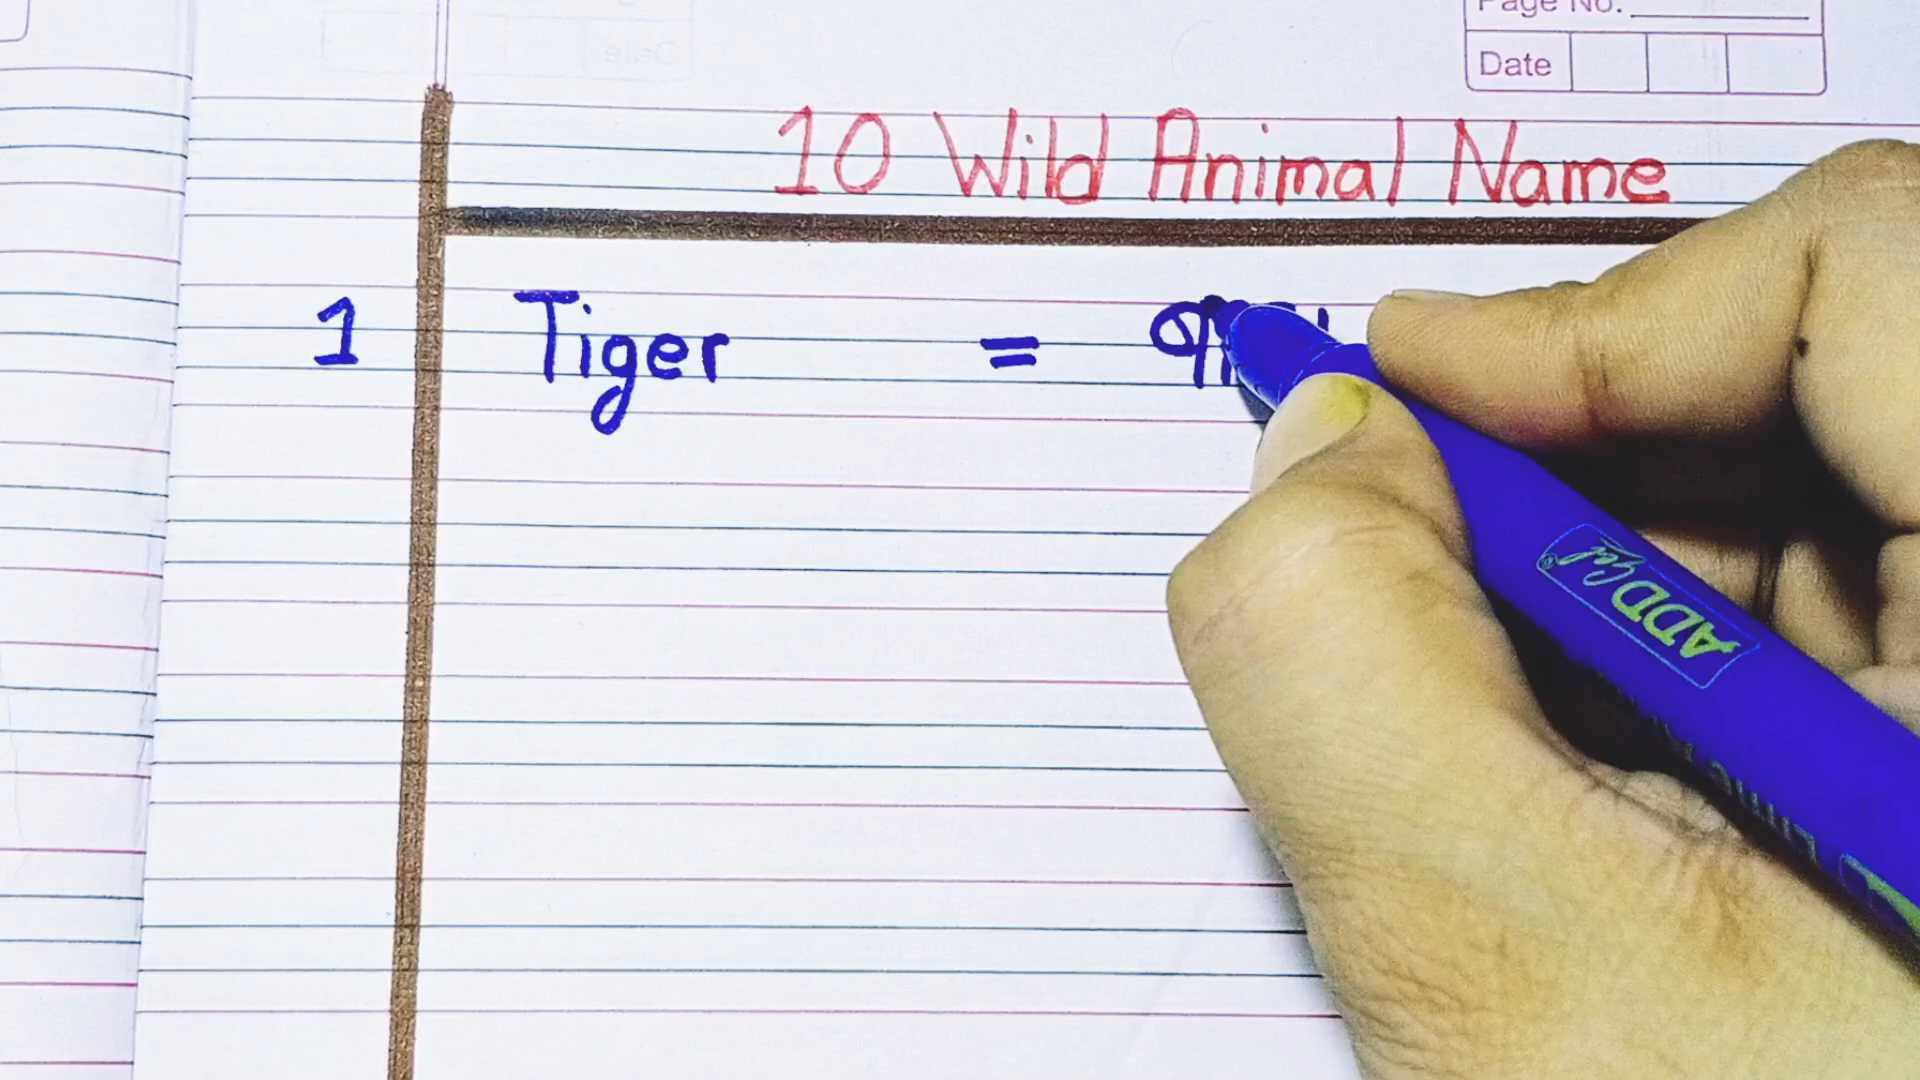 Page No.
Date
10 Wild Animal Name
1 Tiger =
ADD Gel